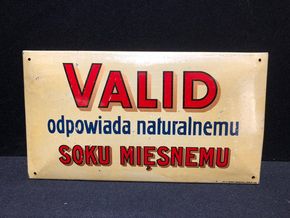 VALID
odpowiada naturalnemu
SOKU MIĘSNEMU